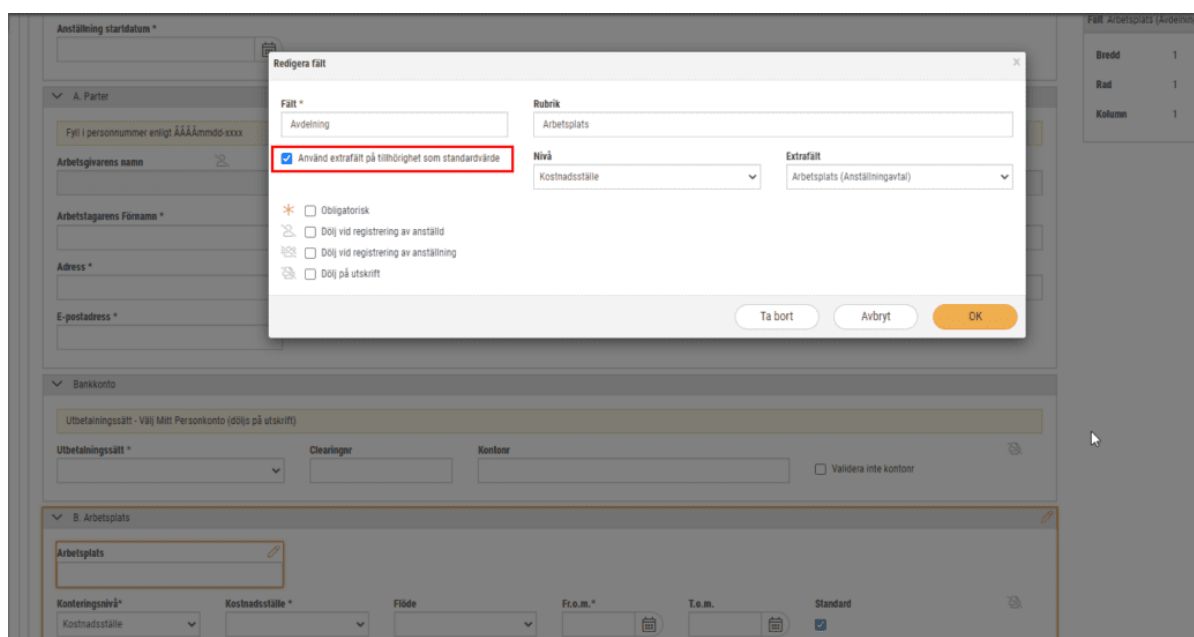 Anställning startdatum *
Fält Arbetsplats (Avdelning
Redigera fält
X
Bredd 1
Rad 1
Kolumn 1
A. Parter
Fält *
Rubrik
Avdelning
Arbetsplats
Fyll i personnummer enligt ÅÅÅÅmmdd-xxxx
Använd extrafält på tillhörighet som standardvärde
Nivå
Extrafält
Arbetsgivarens namn
Kostnadsställe
Arbetsplats (Anställningavtal)
Arbetstagarens Förnamn *
Obligatorisk
Dölj vid registrering av anställd
Dölj vid registrering av anställning
Adress *
Dölj på utskrift
E-postadress *
Ta bort
Avbryt
OK
Bankkonto
Utbetalningssätt - Välj Mitt Personkonto (döljs på utskrift)
Utbetalningssätt *
Clearingnr
Kontonr
Validera inte kontonr
B. Arbetsplats
Arbetsplats
Konteringsnivå*
Kostnadsställe *
Flöde
Fr.o.m.*
T.o.m.
Standard
Kostnadsställe